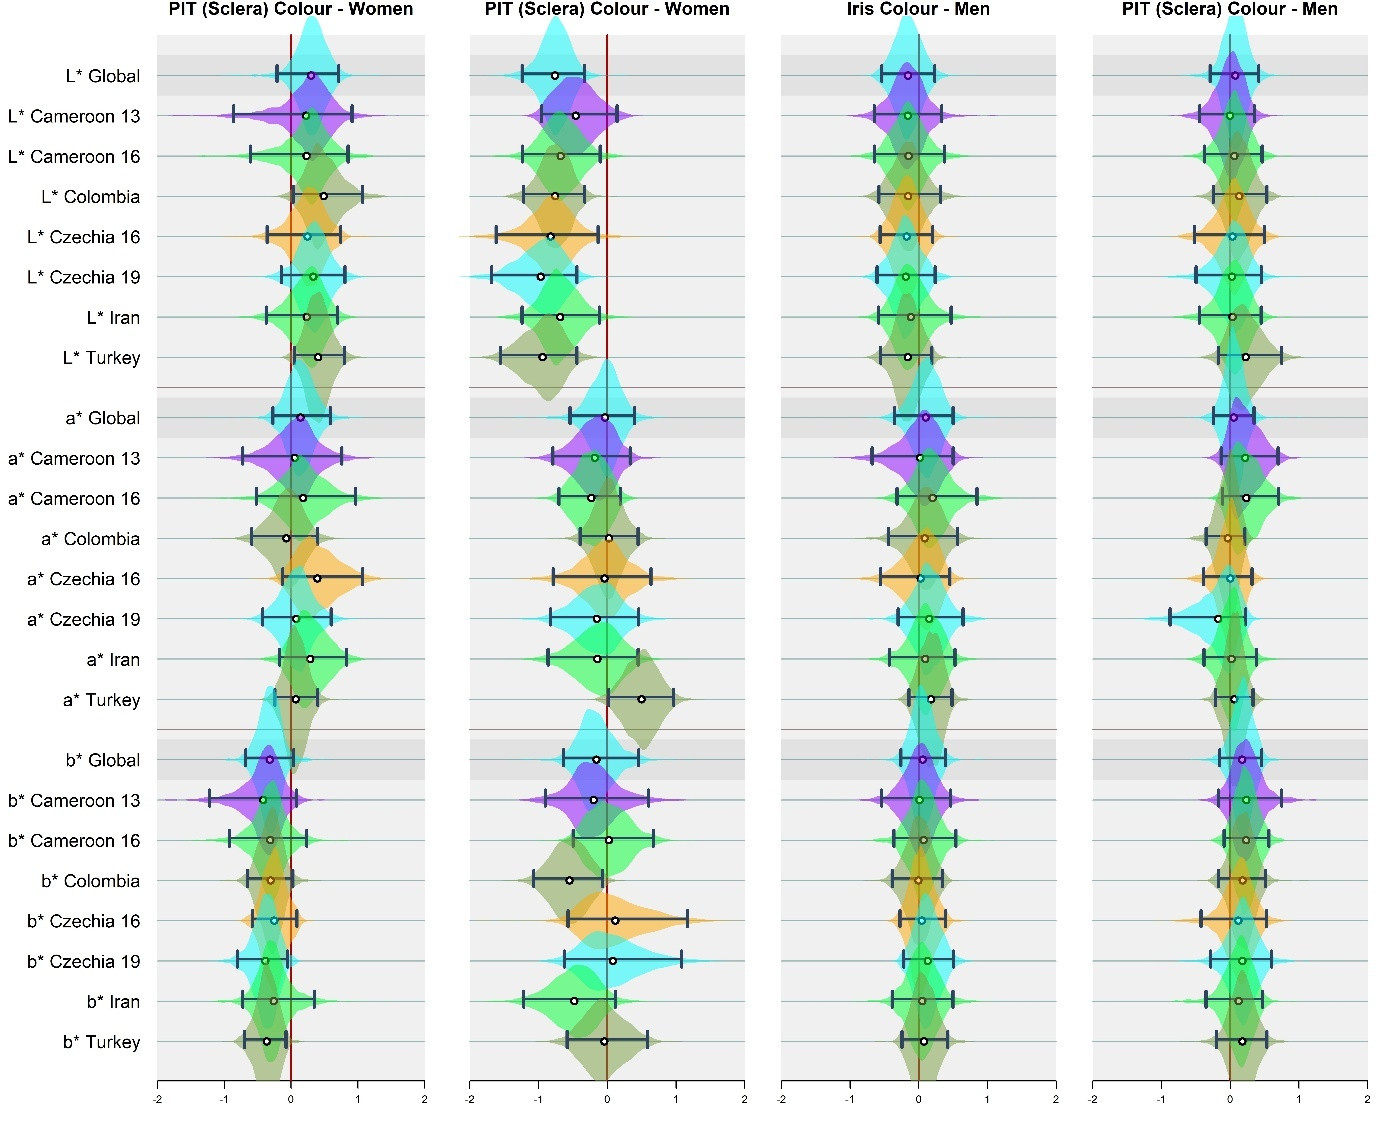 PIT (Sclera) Colour - Women
PIT (Sclera) Colour - Women
Iris Colour - Men
PIT (Sclera) Colour - Men
L* Global
L* Cameroon 13
L* Cameroon 16
L* Colombia
L* Czechia 16
L* Czechia 19
L* Iran
L* Turkey
a* Global
a* Cameroon 13
a* Cameroon 16
a* Colombia
a* Czechia 16
a* Czechia 19
a* Iran
a* Turkey
b* Global
b* Cameroon 13
b* Cameroon 16
b* Colombia
b* Czechia 16
b* Czechia 19
b* Iran
b* Turkey
-2 -1 0 1 2
-2 -1 0 1 2
-2 -1 0 1 2
-2 -1 0 1 2